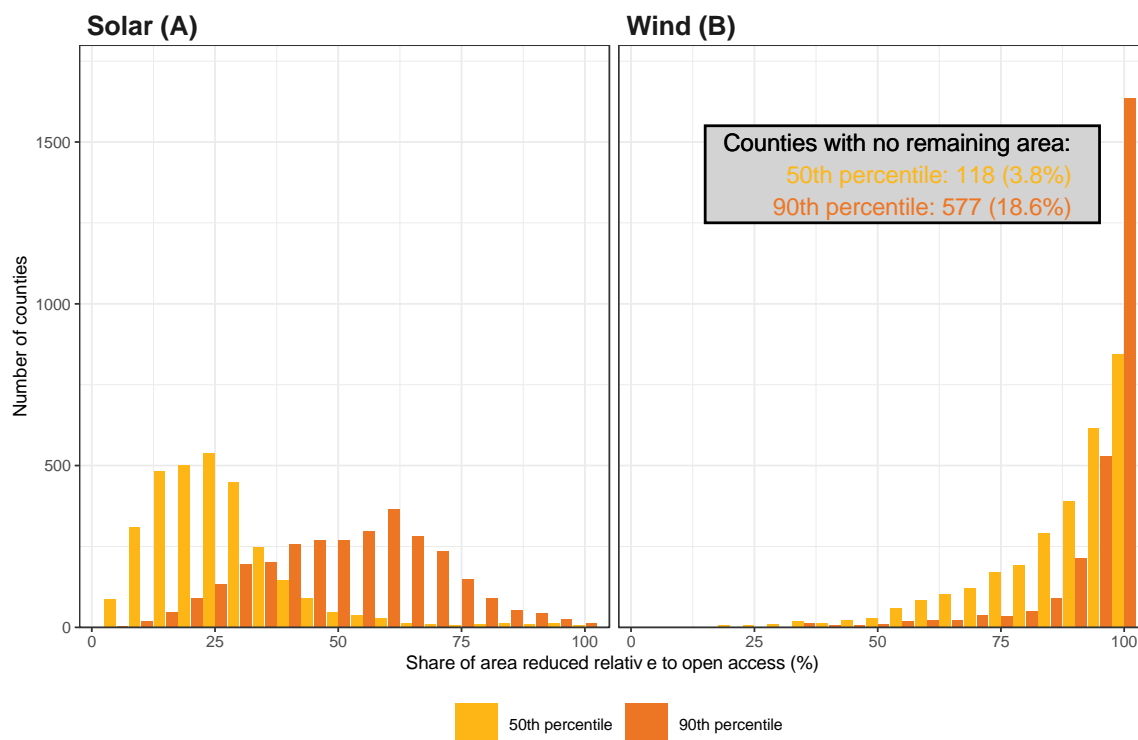 Solar (A)
Wind (B)
Counties with no remaining area:
50th percentile: 118 (3.8%)
90th percentile: 577 (18.6%)
Number of counties
1500
1000
500
0
0 25 50 75 100
0 25 50 75 100
Share of area reduced relativ e to open access (%)
50th percentile
90th percentile